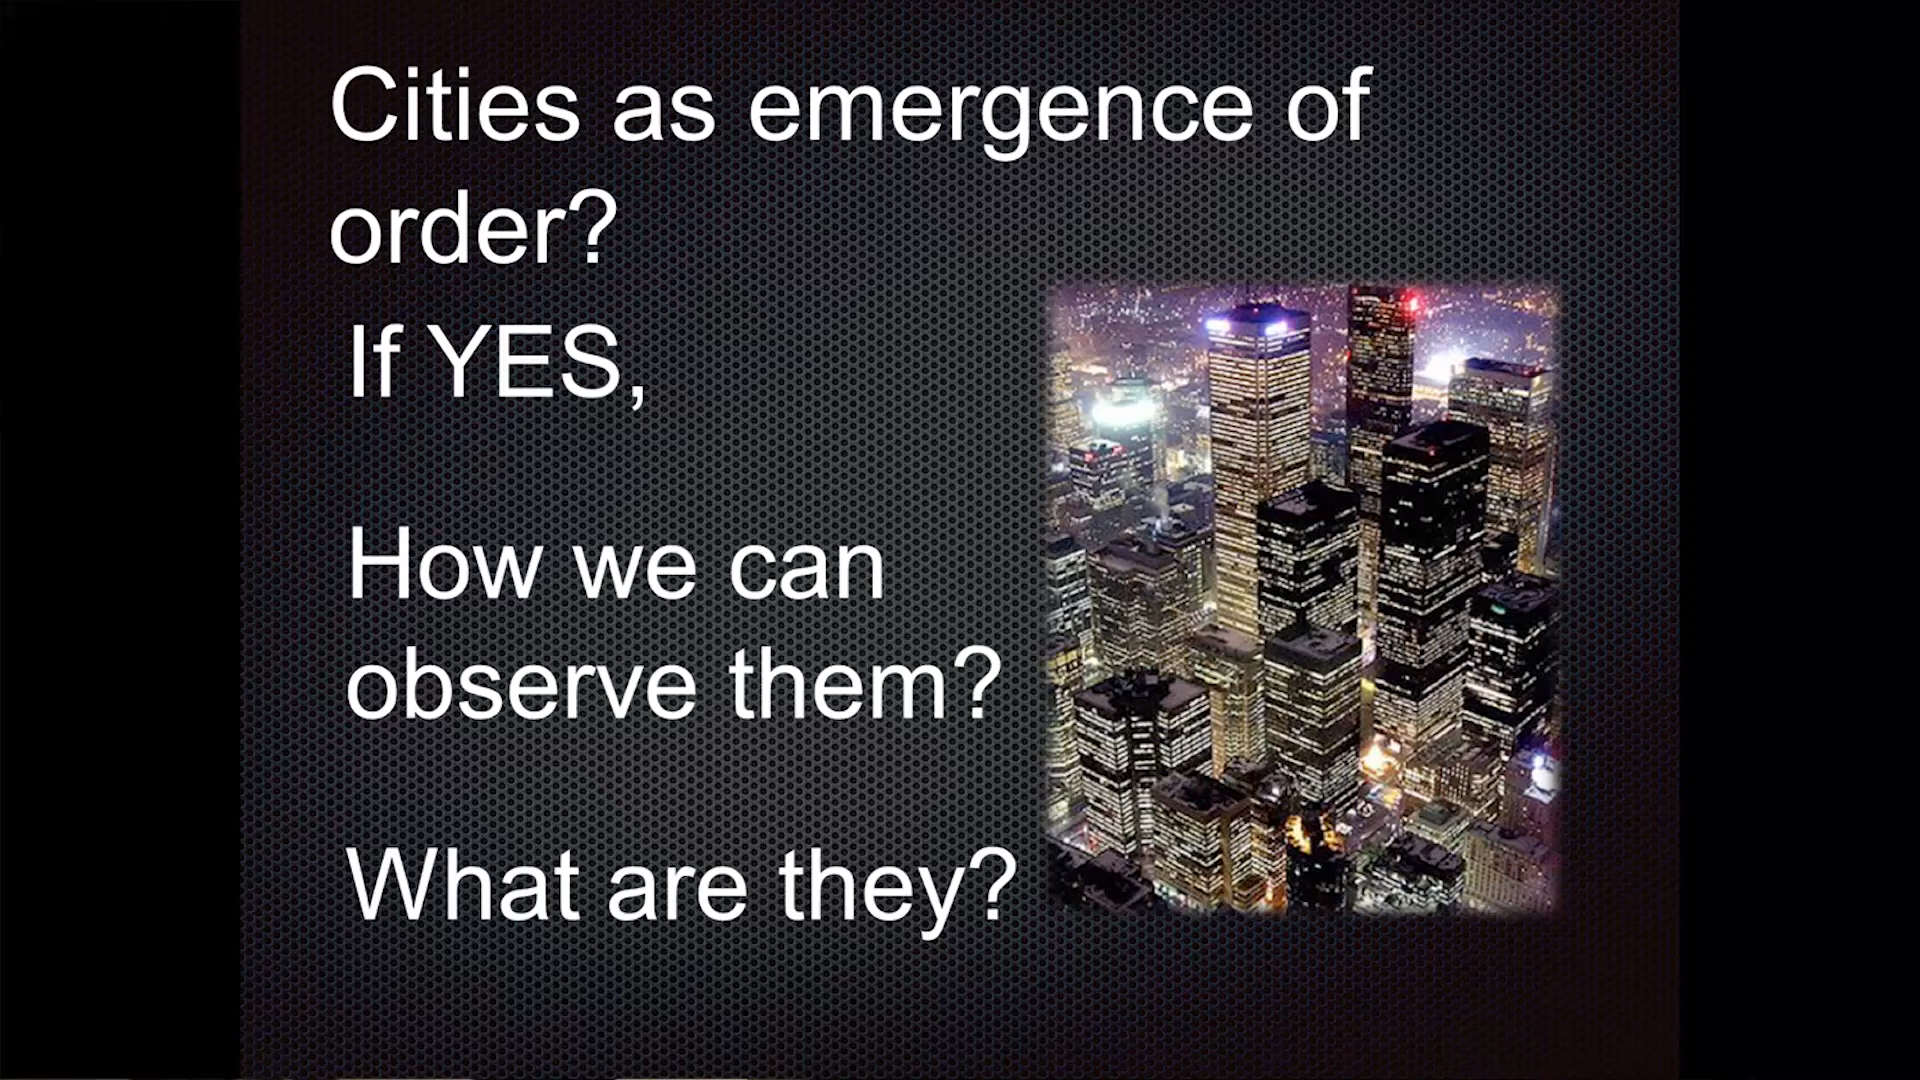 Cities as emergence of
order?
If YES,
How we can
observe them?
What are they?